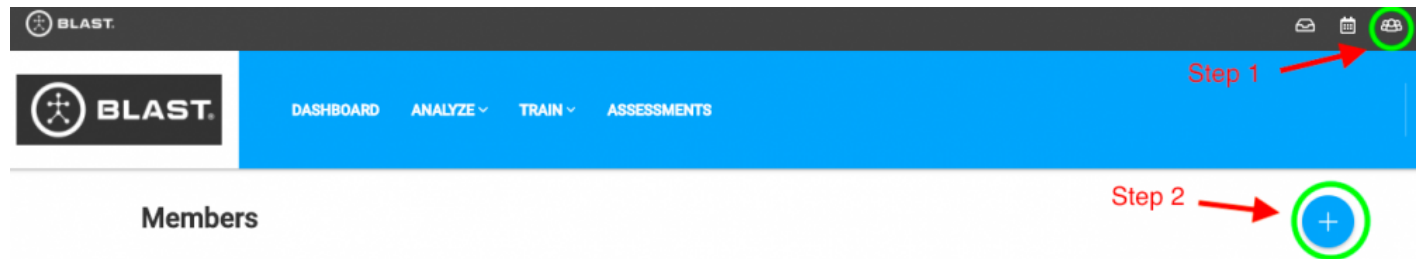 BLAST.
Step 1
BLAST.
DASHBOARD ANALYZE TRAIN ASSESSMENTS
Step 2
Members